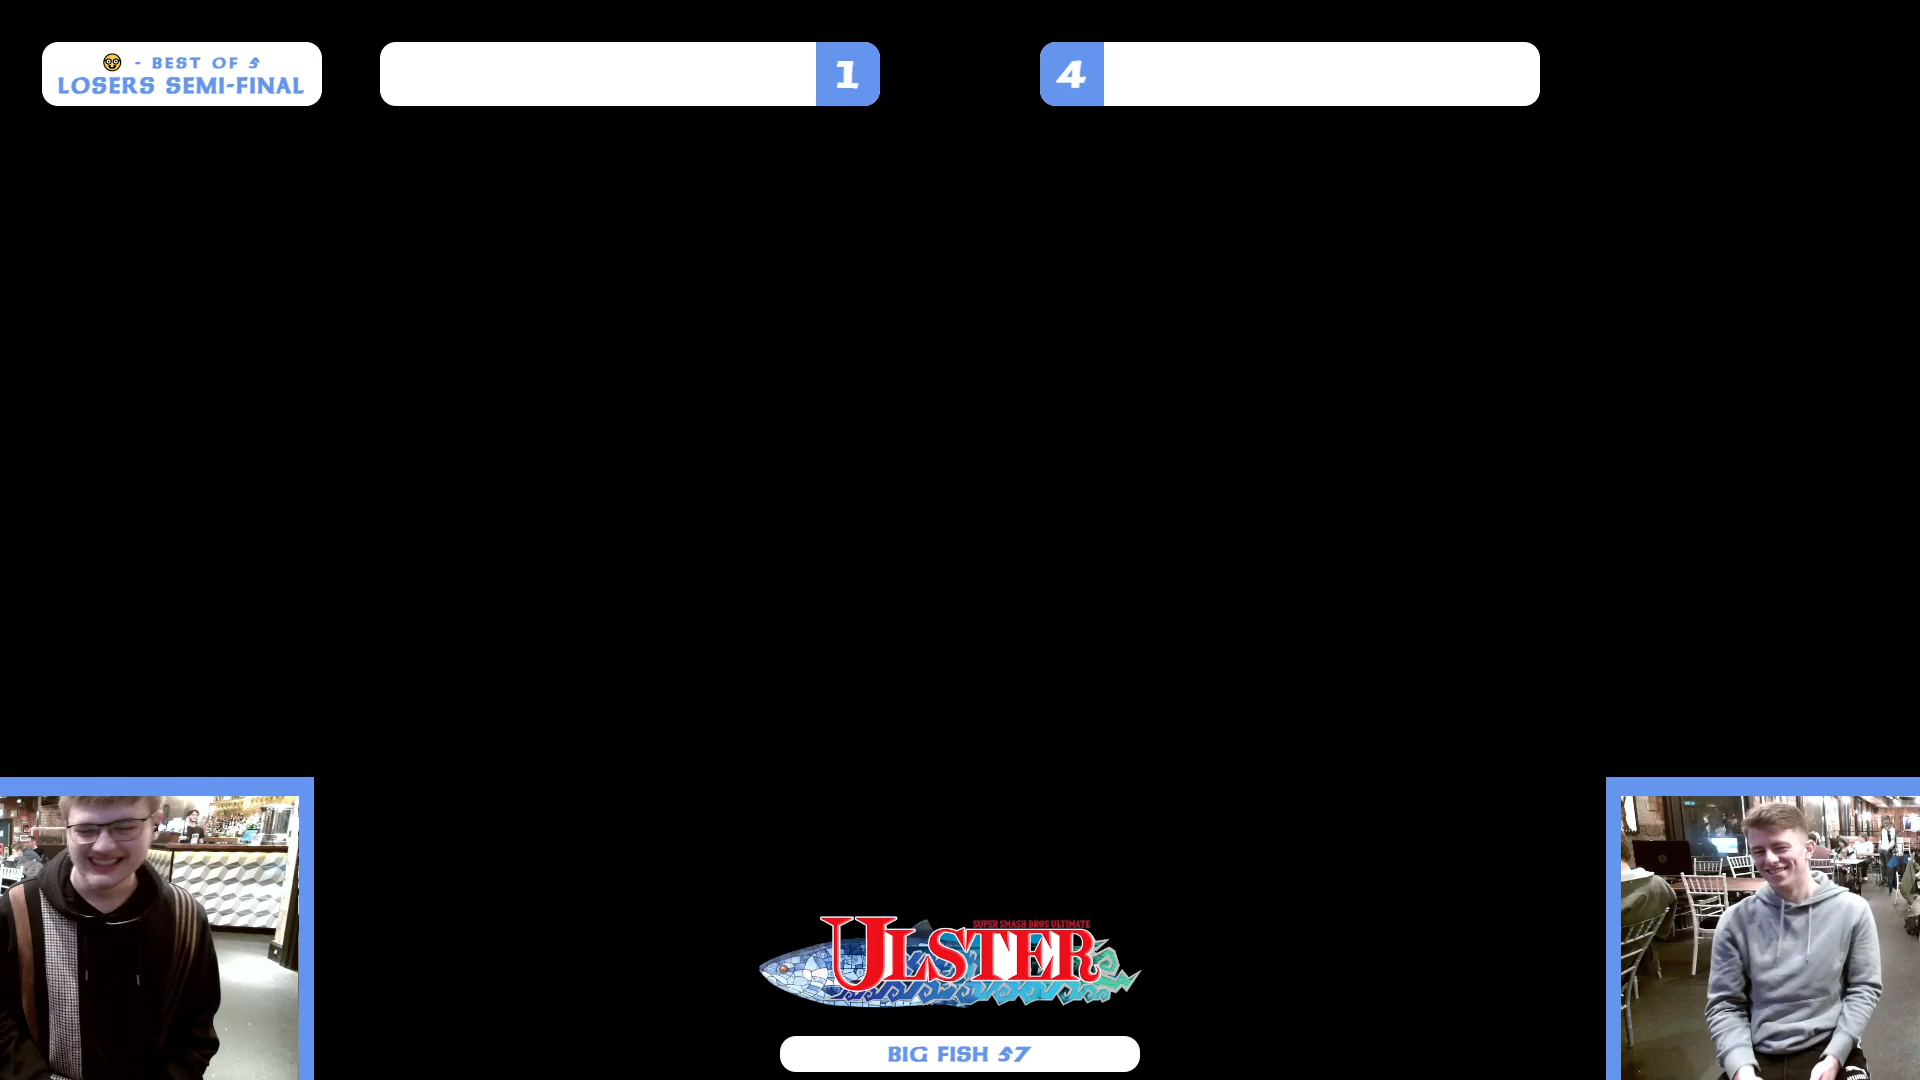 - BEST OF 5
LOSERS SEMI-FINAL
1
4
SUPER SMASH BROS ULTIMATE
ULSTER
BIG FISH 57